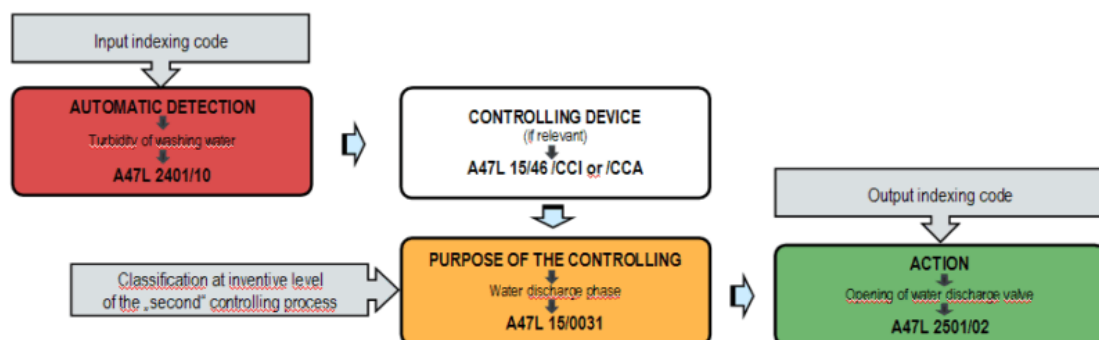 Input indexing code
AUTOMATIC DETECTION
Turbidity of washing water
A47L 2401/10
CONTROLLING DEVICE
(if relevant)
A47L 15/46 /CCI or /CCA
Output indexing code
Classification at inventive level
of the „second“ controlling process
PURPOSE OF THE CONTROLLING
Water discharge phase
A47L 15/0031
ACTION
Opening of water discharge valve
A47L 2501/02